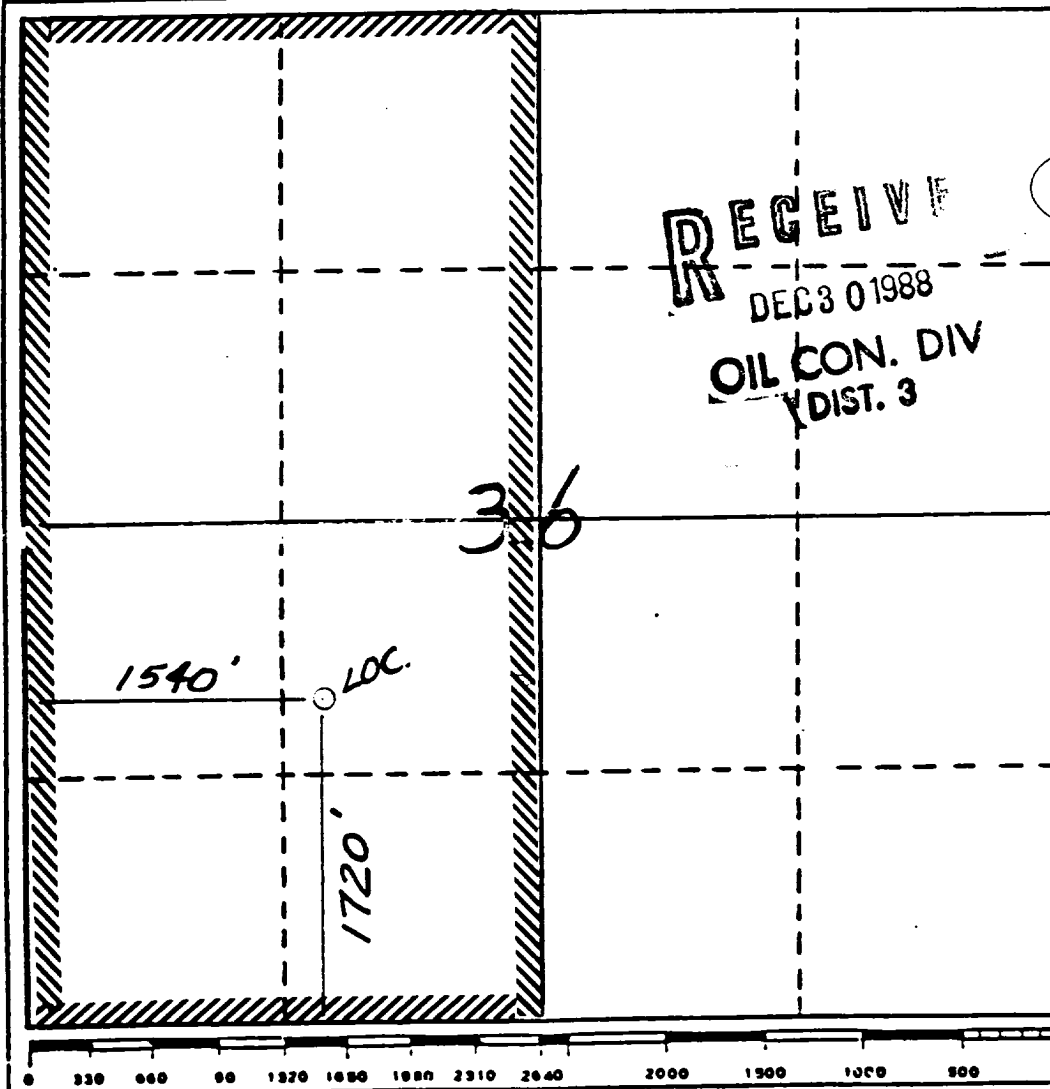 RECEIVE
DEC 3 0 1988
OIL CON. DIV
DIST. 3
36
1540' LOC.
1720'
0 330 660 90 1320 1650 1980 2310 2640 2000 1500 1000 500